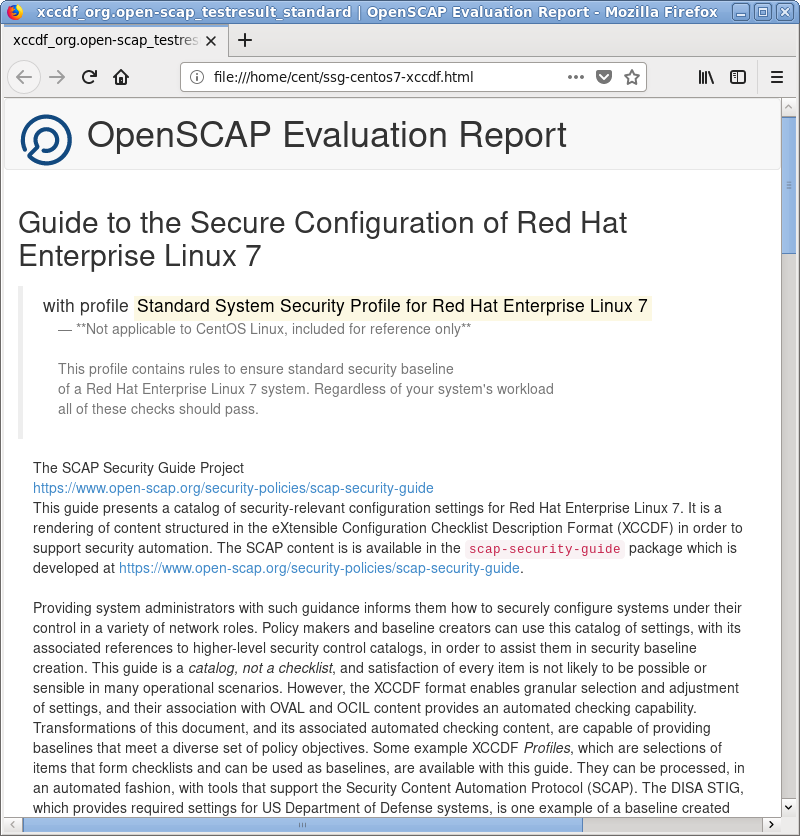 xccdf_org.open-scap_testresult_standard | OpenSCAP Evaluation Report - Mozilla Firefox
xccdf_org.open-scap_testres
file:///home/cent/ssg-centos7-xccdf.html
OpenSCAP Evaluation Report
Guide to the Secure Configuration of Red Hat
Enterprise Linux 7
with profile Standard System Security Profile for Red Hat Enterprise Linux 7
— **Not applicable to CentOS Linux, included for reference only**
This profile contains rules to ensure standard security baseline
of a Red Hat Enterprise Linux 7 system. Regardless of your system's workload
all of these checks should pass.
The SCAP Security Guide Project
https://www.open-scap.org/security-policies/scap-security-guide
This guide presents a catalog of security-relevant configuration settings for Red Hat Enterprise Linux 7. It is a
rendering of content structured in the eXtensible Configuration Checklist Description Format (XCCDF) in order to
support security automation. The SCAP content is is available in the scap-security-guide package which is
developed at https://www.open-scap.org/security-policies/scap-security-guide.
Providing system administrators with such guidance informs them how to securely configure systems under their
control in a variety of network roles. Policy makers and baseline creators can use this catalog of settings, with its
associated references to higher-level security control catalogs, in order to assist them in security baseline
creation. This guide is a catalog, not a checklist, and satisfaction of every item is not likely to be possible or
sensible in many operational scenarios. However, the XCCDF format enables granular selection and adjustment
of settings, and their association with OVAL and OCIL content provides an automated checking capability.
Transformations of this document, and its associated automated checking content, are capable of providing
baselines that meet a diverse set of policy objectives. Some example XCCDF Profiles, which are selections of
items that form checklists and can be used as baselines, are available with this guide. They can be processed, in
an automated fashion, with tools that support the Security Content Automation Protocol (SCAP). The DISA STIG,
which provides required settings for US Department of Defense systems, is one example of a baseline created